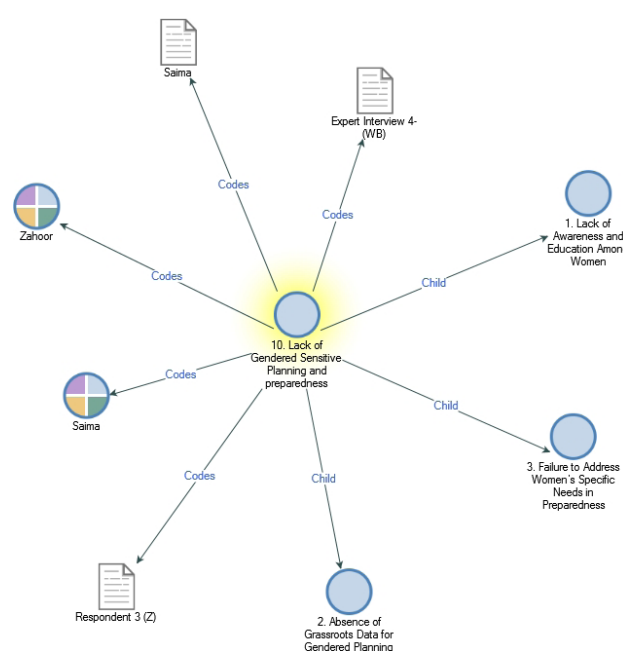 Saima
Expert Interview 4-
(WB)
Codes
Codes
Zahoor
1. Lack of
Awareness and
Education Amon
Women
Codes
Child
10. Lack of
Gendered Sensitive
Planning and
preparedness
Codes
Child
Saima
3. Failure to Address
Women's Specific
Needs in
Preparedness
Codes
Child
Respondent 3 (Z)
2. Absence of
Grassroots Data for
Gendered Planning